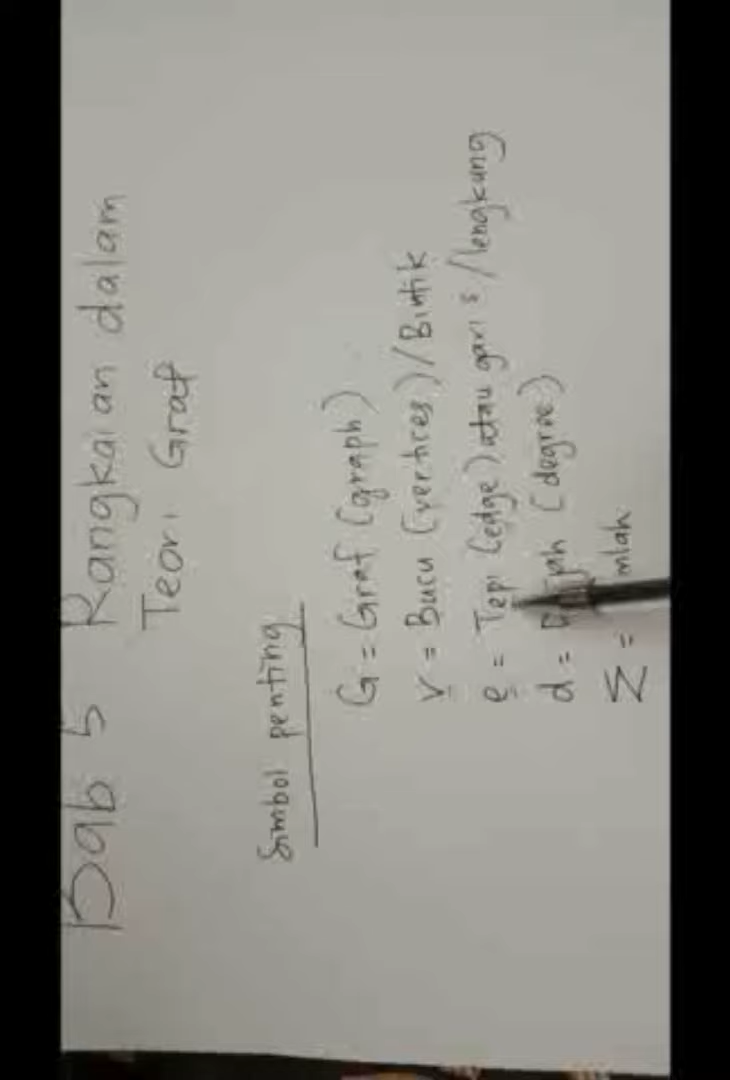 Bab 5 Rangkaian dalam
Teori Graf
Simbol penting
G = Graf (graph)
v = Bucu (vertices) / Bintik
e = Tepi (edge) atau garis / lengkung
d = (degree)
Σ =